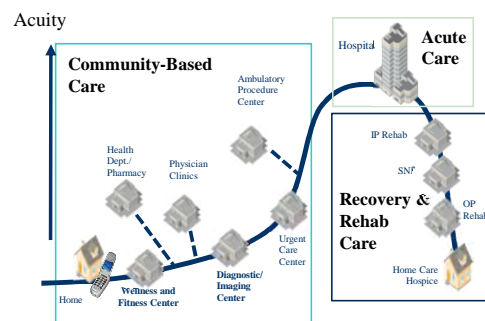 Acuity
Community-Based
Care
Ambulatory
Procedure
Center
Health
Dept./
Pharmacy
Physician
Clinics
Urgent
Care
Center
Home
Wellness and
Fitness Center
Diagnostic/
Imaging
Center
Hospital
Acute
Care
IP Rehab
SNF
Recovery &
Rehab
Care
OP
Rehab
Home Care
Hospice